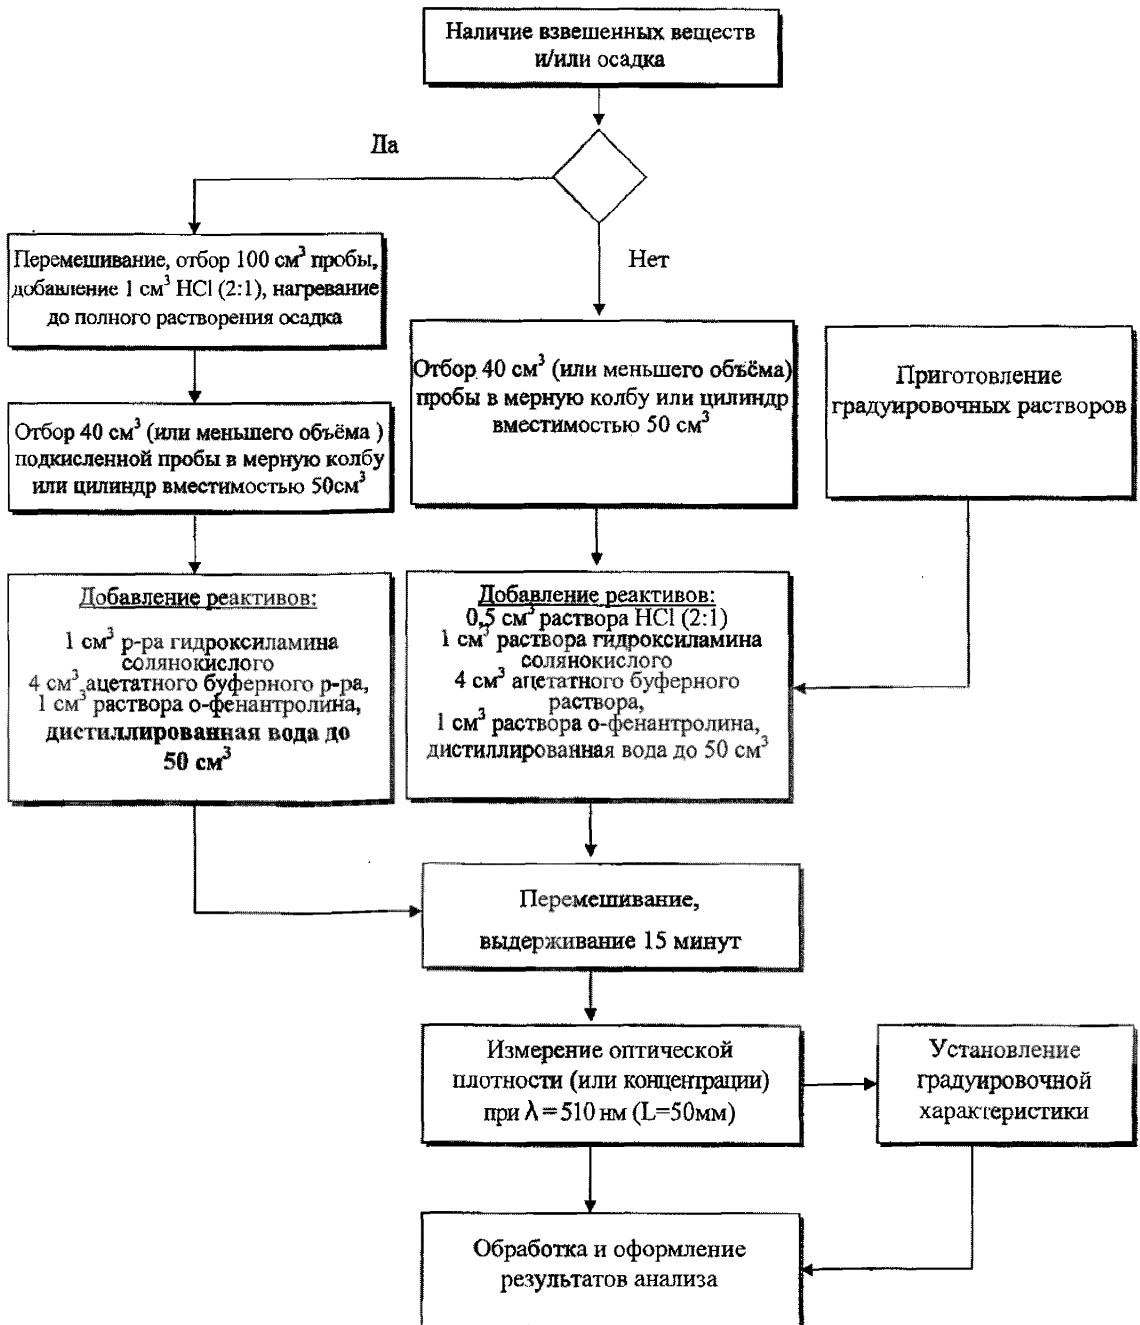 Наличие взвешенных веществ
и/или осадка
Да
Нет
Перемешивание, отбор 100 см³ пробы,
добавление 1 см³ HCl (2:1), нагревание
до полного растворения осадка
Отбор 40 см³ (или меньшего объёма)
пробы в мерную колбу или цилиндр
вместимостью 50 см³
Приготовление
градуировочных растворов
Отбор 40 см³ (или меньшего объёма )
подкисленной пробы в мерную колбу
или цилиндр вместимостью 50см³
Добавление реактивов:
1 см³ р-ра гидроксиламина
солянокислого
4 см³ ацетатного буферного р-ра,
1 см³ раствора о-фенантролина,
дистиллированная вода до
50 см³
Добавление реактивов:
0,5 см³ раствора HCl (2:1)
1 см³ раствора гидроксиламина
солянокислого
4 см³ ацетатного буферного
раствора,
1 см³ раствора о-фенантролина,
дистиллированная вода до 50 см³
Перемешивание,
выдерживание 15 минут
Измерение оптической
плотности (или концентрации)
при λ = 510 нм (L=50мм)
Установление
градуировочной
характеристики
Обработка и оформление
результатов анализа